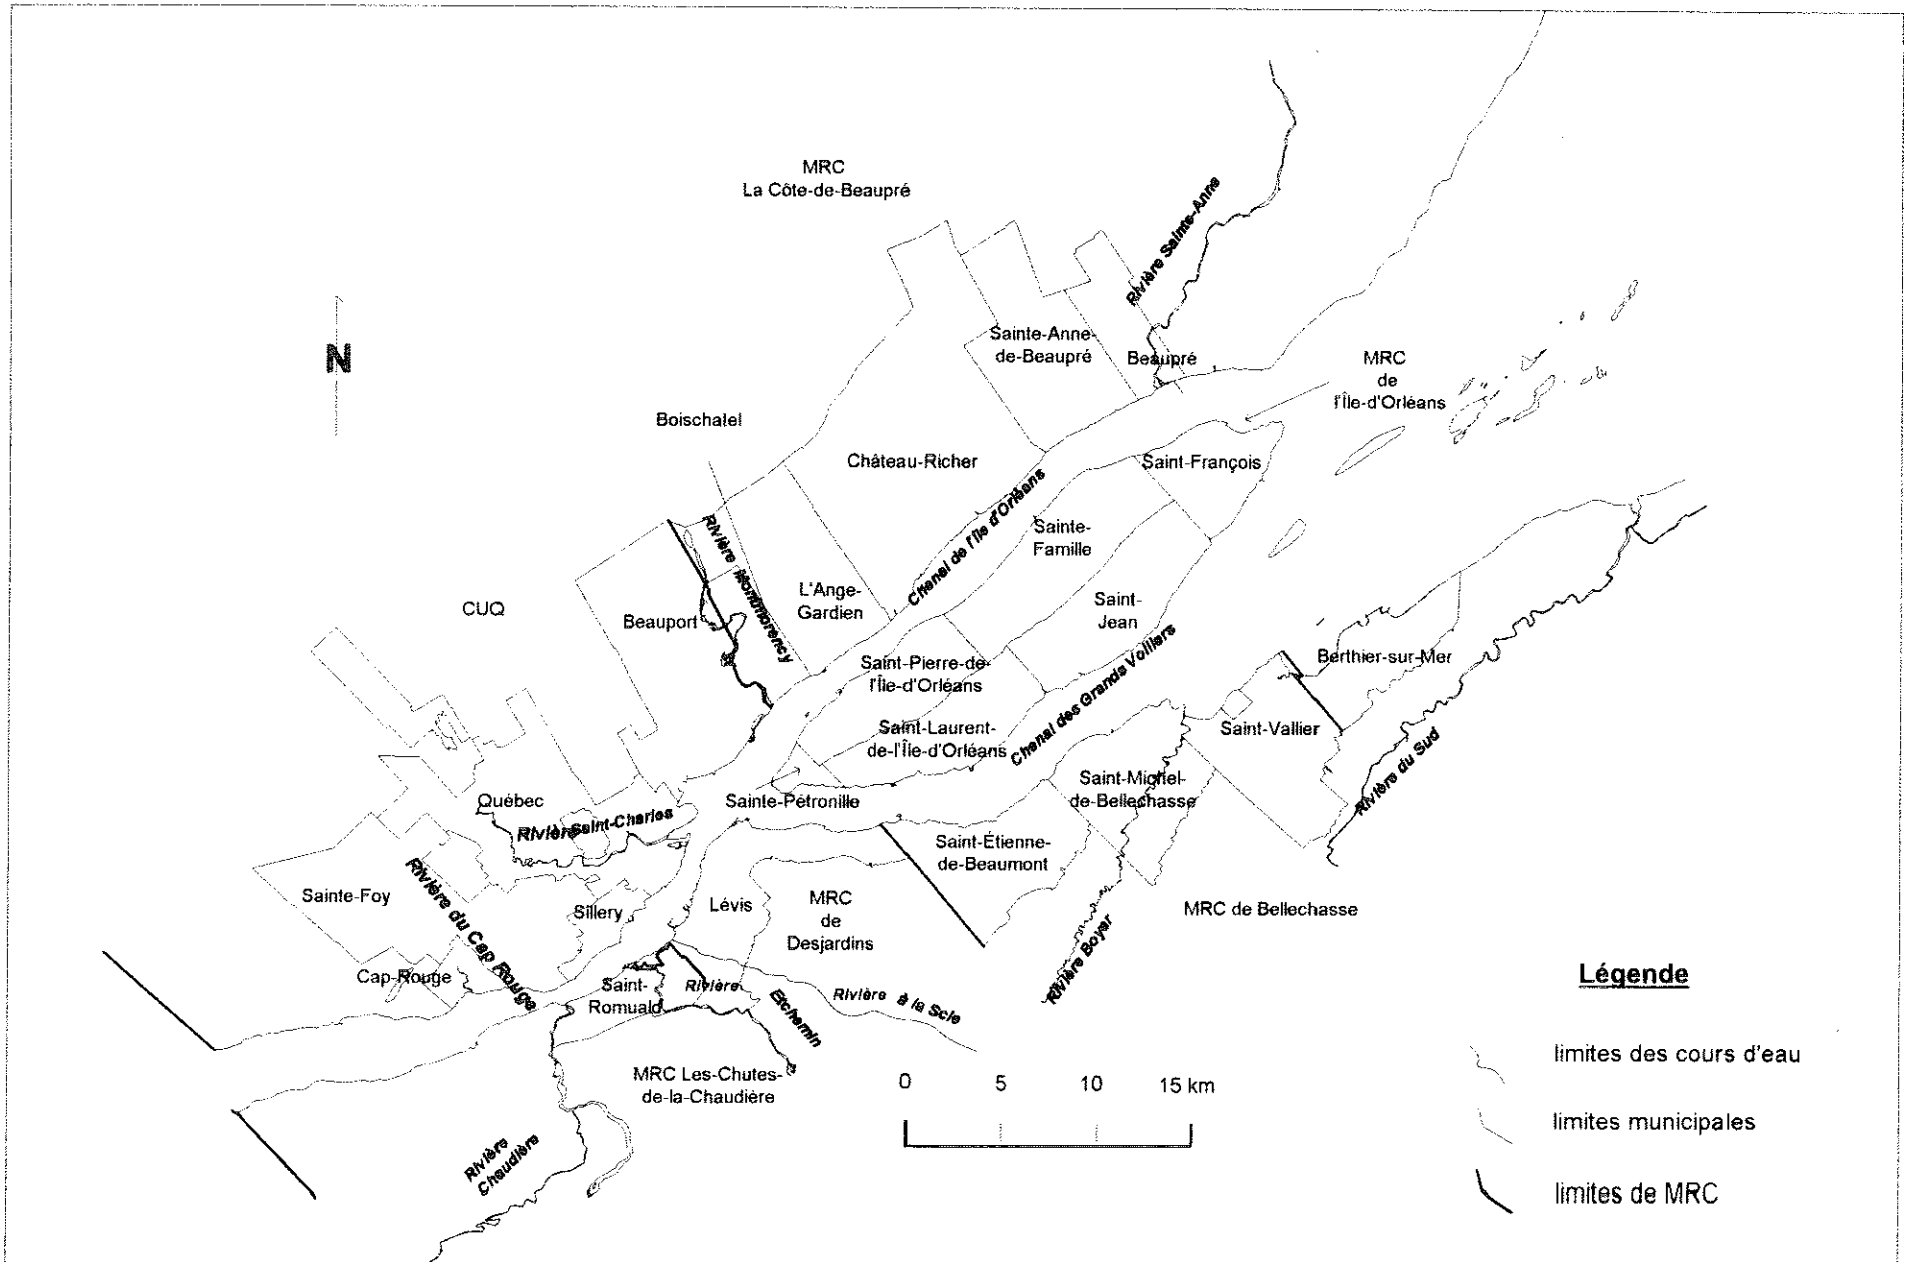 MRC
La Côte-de-Beaupré
Rivière Sainte-Anne
N
Sainte-Anne-
de-Beaupré
Beaupré
MRC
de
l'Île-d'Orléans
Boischatel
Château-Richer
Saint-François
Chenal de l'Île d'Orléans
Sainte-
Famille
Rivière Montmorency
CUQ
Beauport
L'Ange-
Gardien
Saint-
Jean
Saint-Pierre-de-
l'Île-d'Orléans
Berthier-sur-Mer
Chenal des Grands Voiliers
Saint-Laurent-
de-l'Île-d'Orléans
Saint-Vallier
Rivière du Sud
Saint-Michel-
de-Bellechasse
Québec
Sainte-Pétronille
Rivière Saint-Charles
Saint-Étienne-
de-Beaumont
Sainte-Foy
Rivière du Cap Rouge
Sillery
Lévis
MRC
de
Desjardins
MRC de Bellechasse
Rivière Boyer
Cap-Rouge
Saint-
Romuald
Rivière
Etchemin
Rivière à la Scie
MRC Les-Chutes-
de-la-Chaudière
Rivière
Chaudière
0 5 10 15 km
Légende
limites des cours d'eau
limites municipales
limites de MRC